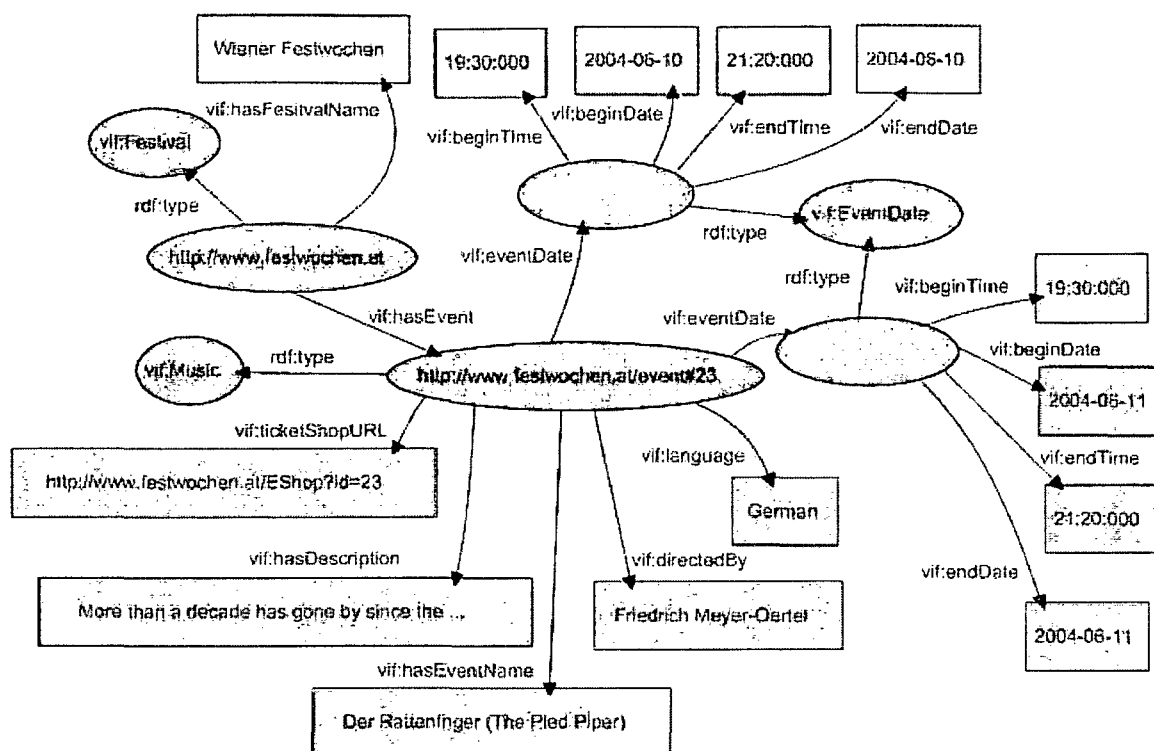 Wiener Festwochen
19:30:000
2004-06-10
21:20:000
2004-06-10
vif:hasFesitvalName
vif:beginTime
vif:beginDate
vif:endTime
vif:endDate
vif:Festival
rdf:type
http://www.festwochen.at
vif:eventDate
rdf:type
vif:EventDate
rdf:type
vif:beginTime
19:30:000
vif:hasEvent
vif:eventDate
vif:Music
rdf:type
http://www.festwochen.at/event#23
vif:beginDate
2004-06-11
vif:ticketShopURL
http://www.festwochen.at/EShop?id=23
vif:language
German
vif:endTime
21:20:000
vif:hasDescription
More than a decade has gone by since the ...
vif:directedBy
Friedrich Meyer-Oertel
vif:endDate
2004-06-11
vif:hasEventName
Der Rattenfinger (The Pied Piper)